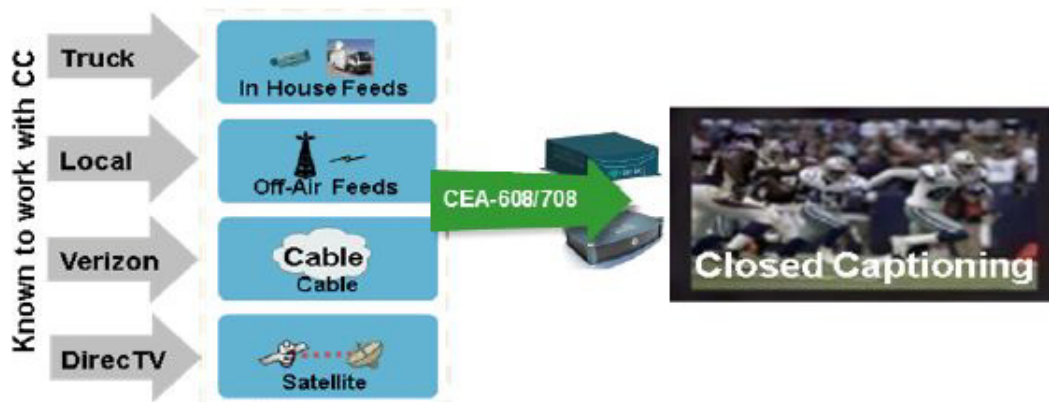 Known to work with CC
Truck
In House Feeds
Local
Off-Air Feeds
Verizon
Cable
Cable
DirecTV
Satellite
CEA-608/708
Closed Captioning